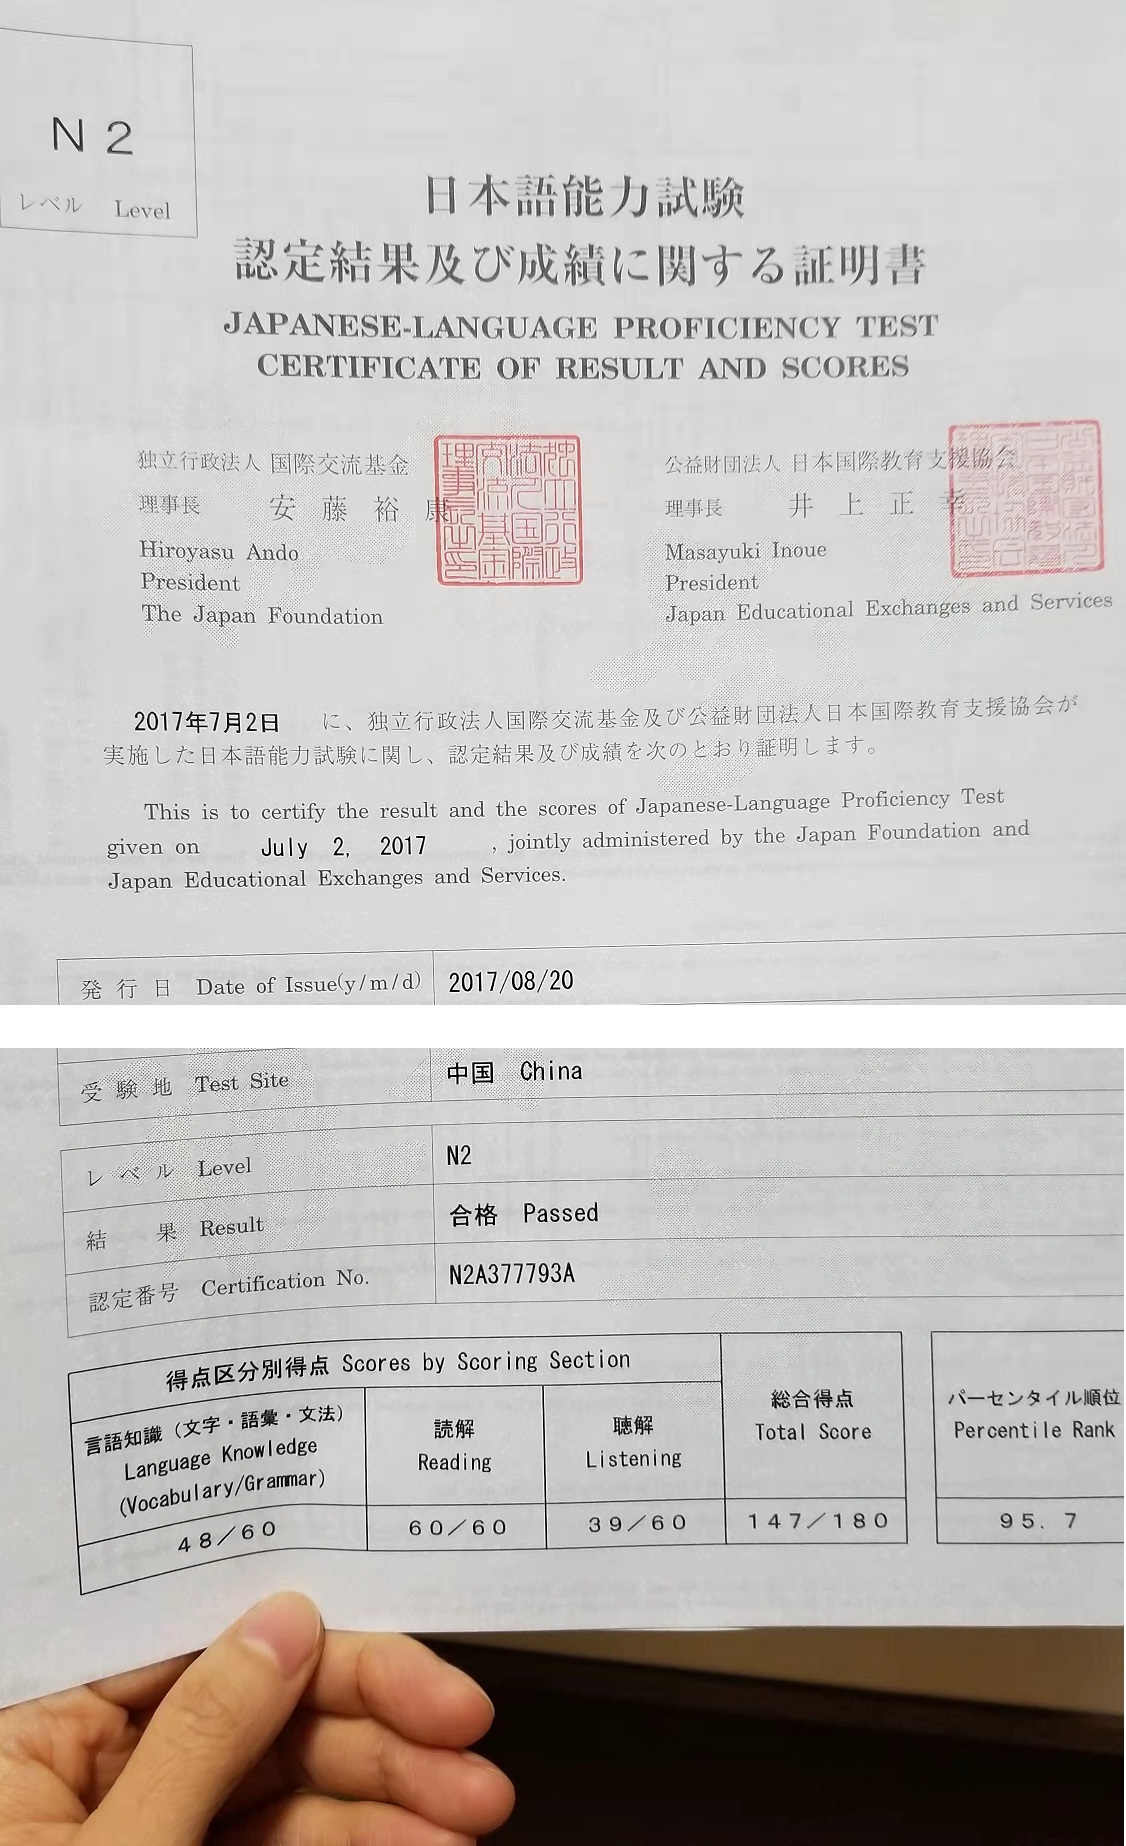 N2
レベル Level
日本語能力試験
認定結果及び成績に関する証明書
JAPANESE-LANGUAGE PROFICIENCY TEST
CERTIFICATE OF RESULT AND SCORES
独立行政法人 国際交流基金
理事長 安藤裕康
Hiroyasu Ando
President
The Japan Foundation
公益財団法人 日本国際教育支援協会
理事長 井上正幸
Masayuki Inoue
President
Japan Educational Exchanges and Services
2017年7月2日 に、独立行政法人国際交流基金及び公益財団法人日本国際教育支援協会が
実施した日本語能力試験に関し、認定結果及び成績を次のとおり証明します。
This is to certify the result and the scores of Japanese-Language Proficiency Test
given on July 2, 2017 , jointly administered by the Japan Foundation and
Japan Educational Exchanges and Services.
発行日 Date of Issue(y/m/d) 2017/08/20
受験地 Test Site 中国 China
レベル Level N2
結果 Result 合格 Passed
認定番号 Certification No. N2A377793A
得点区分別得点 Scores by Scoring Section
言語知識(文字・語彙・文法)
Language Knowledge
(Vocabulary/Grammar)
読解
Reading
聴解
Listening
総合得点
Total Score
パーセンタイル順位
Percentile Rank
48/60 60/60 39/60 147/180 95.7